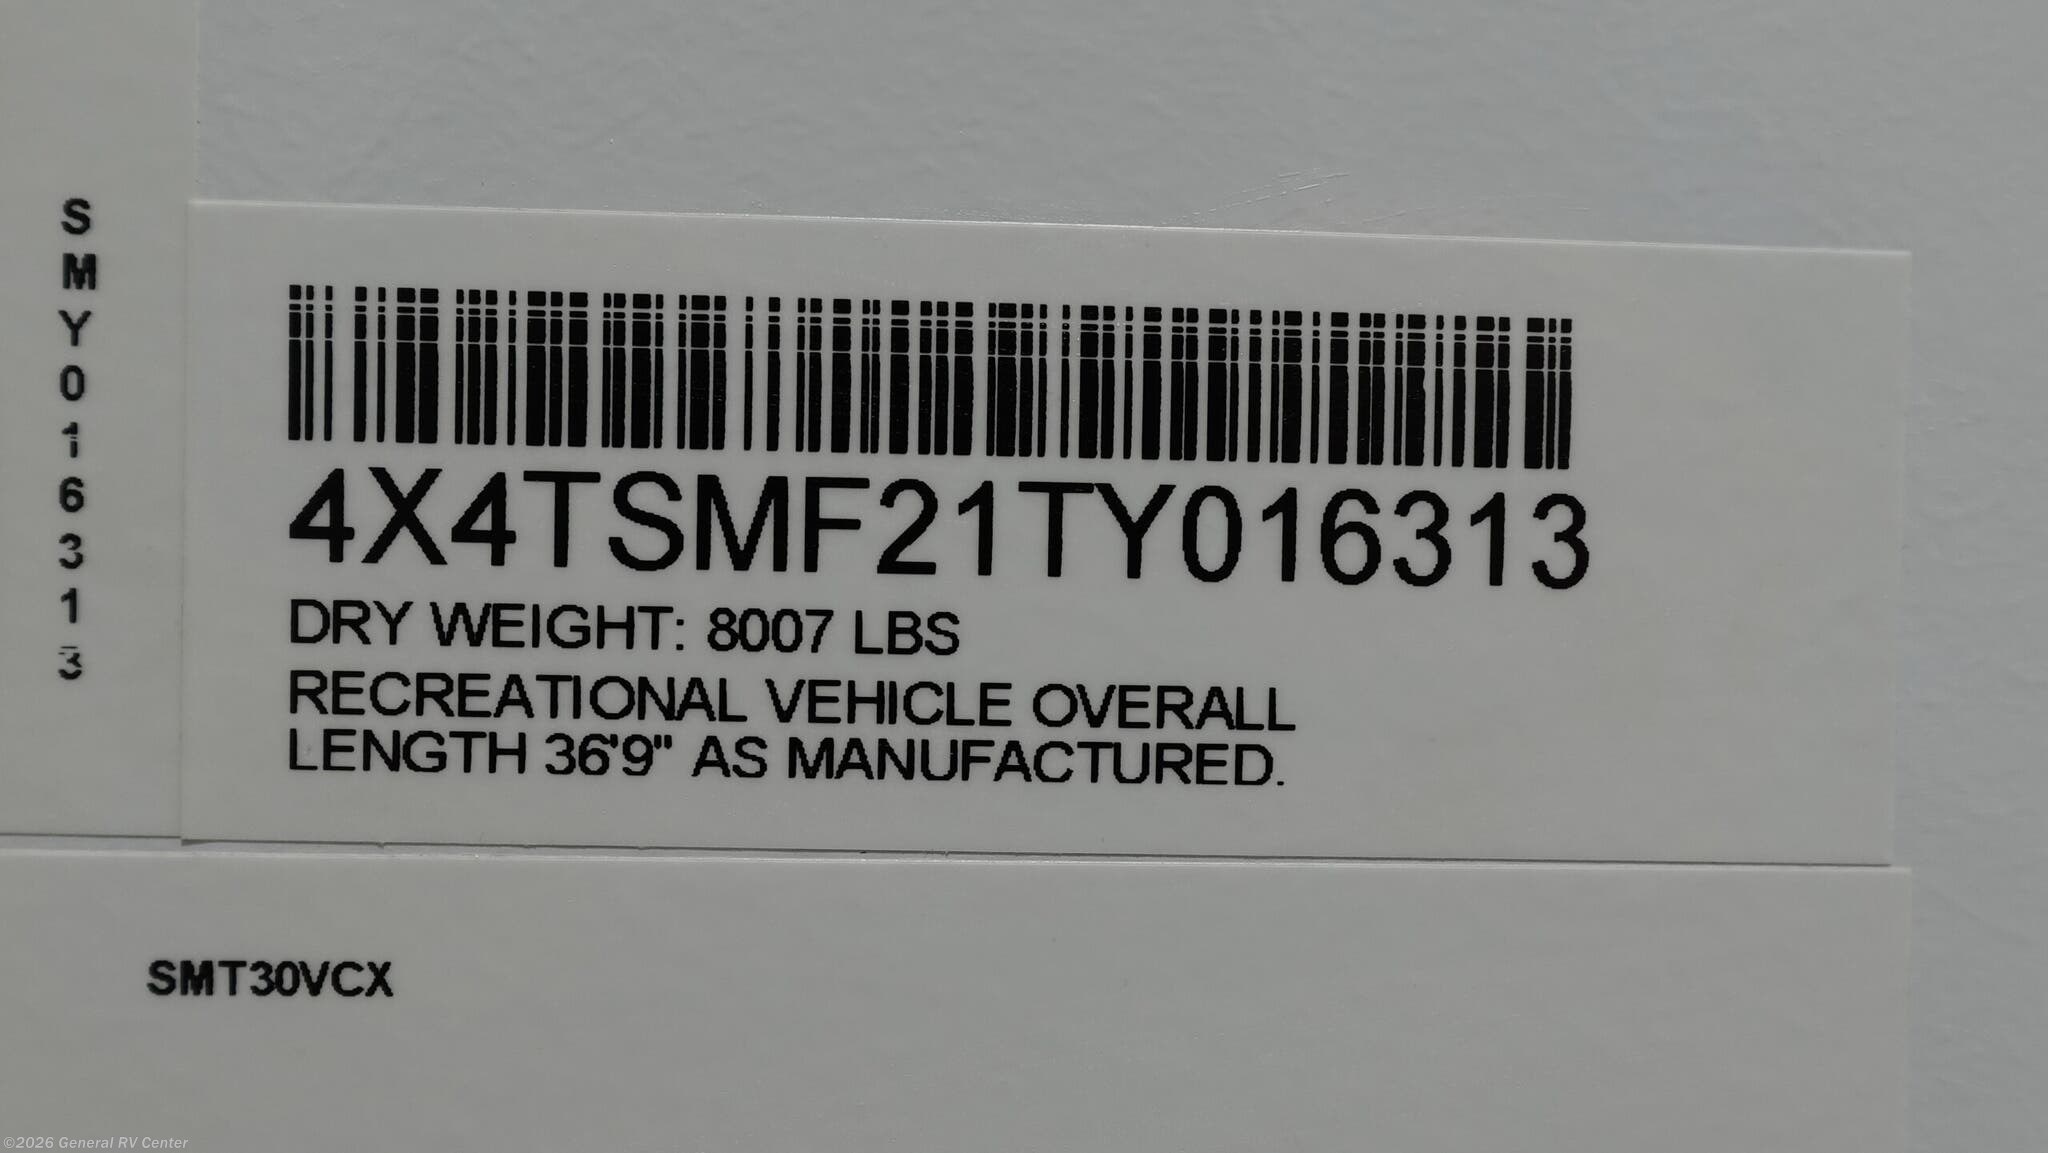 SMY016313
4X4TSMF21TY016313
DRY WEIGHT: 8007 LBS
RECREATIONAL VEHICLE OVERALL
LENGTH 36'9" AS MANUFACTURED.
SMT30VCX
©2026 General RV Center